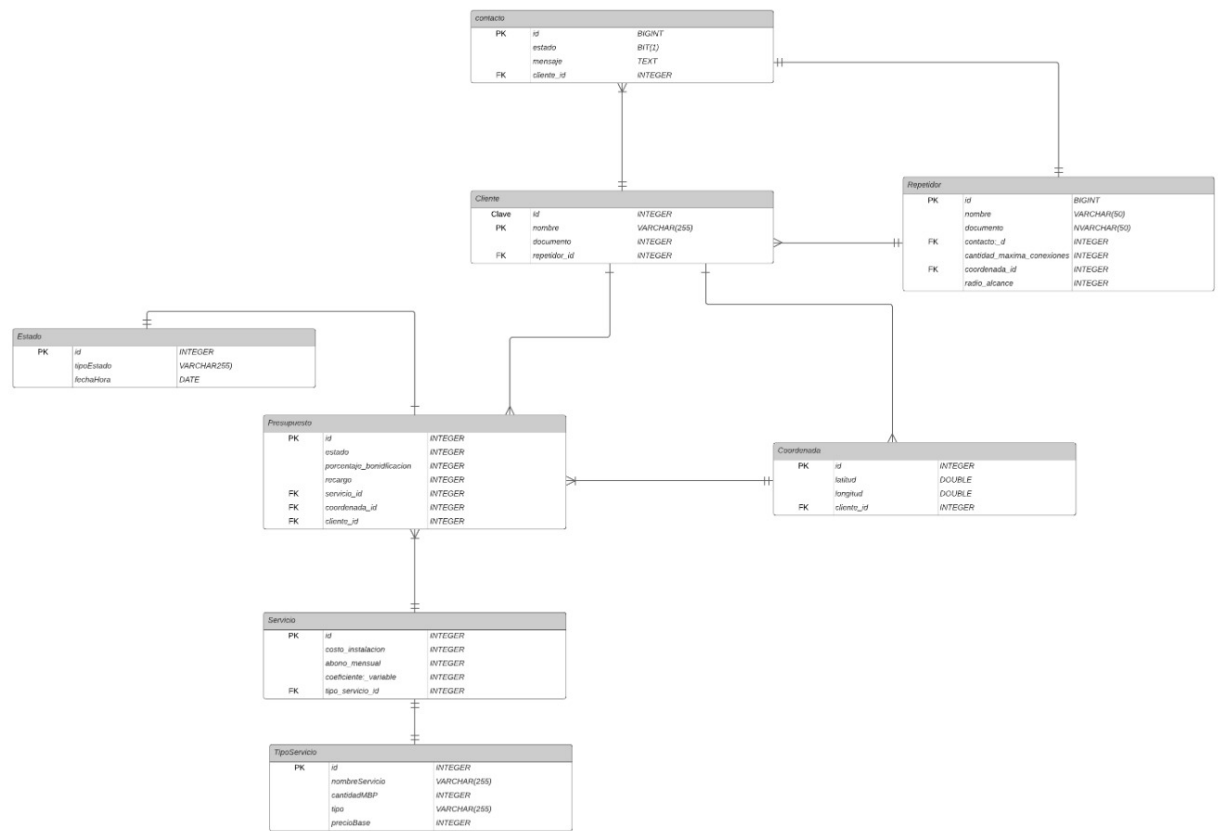 contacto
PK id BIGINT
estado BIT(1)
mensaje TEXT
FK cliente_id INTEGER
Cliente
Clave id INTEGER
PK nombre VARCHAR(255)
documento INTEGER
FK repetidor_id INTEGER
Repetidor
PK id BIGINT
nombre VARCHAR(50)
documento NVARCHAR(50)
FK contacto:_d INTEGER
cantidad_maxima_conexiones INTEGER
FK coordenada_id INTEGER
radio_alcance INTEGER
Estado
PK id INTEGER
tipoEstado VARCHAR255)
fechaHora DATE
Presupuesto
PK id INTEGER
estado INTEGER
porcentaje_bonidficacion INTEGER
recargo INTEGER
FK servicio_id INTEGER
FK coordenada_id INTEGER
FK cliente_id INTEGER
Coordenada
PK id INTEGER
latitud DOUBLE
longitud DOUBLE
FK cliente_id INTEGER
Servicio
PK id INTEGER
costo_instalacion INTEGER
abono_mensual INTEGER
coeficiente:_variable INTEGER
FK tipo_servicio_id INTEGER
TipoServicio
PK id INTEGER
nombreServicio VARCHAR(255)
cantidadMBP INTEGER
tipo VARCHAR(255)
precioBase INTEGER